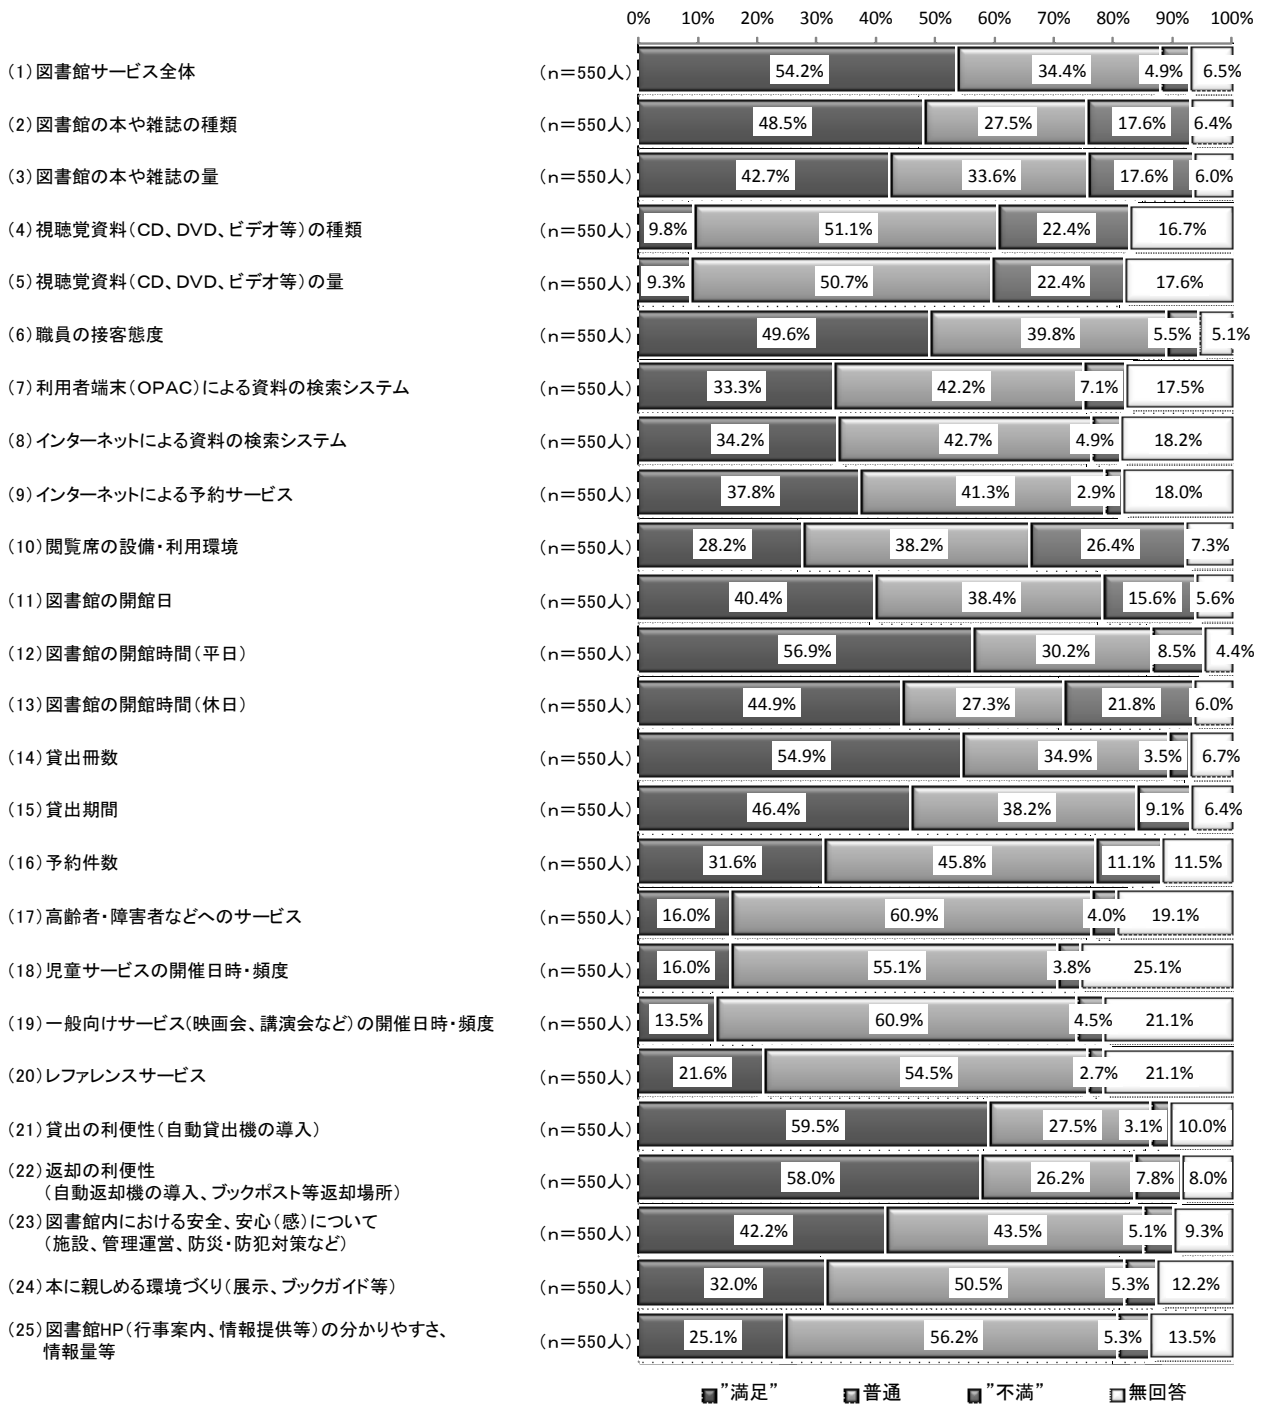 0% 10% 20% 30% 40% 50% 60% 70% 80% 90% 100%
(1)図書館サービス全体 (n=550人) 54.2% 34.4% 4.9% 6.5%
(2)図書館の本や雑誌の種類 (n=550人) 48.5% 27.5% 17.6% 6.4%
(3)図書館の本や雑誌の量 (n=550人) 42.7% 33.6% 17.6% 6.0%
(4)視聴覚資料(CD、DVD、ビデオ等)の種類 (n=550人) 9.8% 51.1% 22.4% 16.7%
(5)視聴覚資料(CD、DVD、ビデオ等)の量 (n=550人) 9.3% 50.7% 22.4% 17.6%
(6)職員の接客態度 (n=550人) 49.6% 39.8% 5.5% 5.1%
(7)利用者端末(OPAC)による資料の検索システム (n=550人) 33.3% 42.2% 7.1% 17.5%
(8)インターネットによる資料の検索システム (n=550人) 34.2% 42.7% 4.9% 18.2%
(9)インターネットによる予約サービス (n=550人) 37.8% 41.3% 2.9% 18.0%
(10)閲覧席の設備・利用環境 (n=550人) 28.2% 38.2% 26.4% 7.3%
(11)図書館の開館日 (n=550人) 40.4% 38.4% 15.6% 5.6%
(12)図書館の開館時間(平日) (n=550人) 56.9% 30.2% 8.5% 4.4%
(13)図書館の開館時間(休日) (n=550人) 44.9% 27.3% 21.8% 6.0%
(14)貸出冊数 (n=550人) 54.9% 34.9% 3.5% 6.7%
(15)貸出期間 (n=550人) 46.4% 38.2% 9.1% 6.4%
(16)予約件数 (n=550人) 31.6% 45.8% 11.1% 11.5%
(17)高齢者・障害者などへのサービス (n=550人) 16.0% 60.9% 4.0% 19.1%
(18)児童サービスの開催日時・頻度 (n=550人) 16.0% 55.1% 3.8% 25.1%
(19)一般向けサービス(映画会、講演会など)の開催日時・頻度 (n=550人) 13.5% 60.9% 4.5% 21.1%
(20)レファレンスサービス (n=550人) 21.6% 54.5% 2.7% 21.1%
(21)貸出の利便性(自動貸出機の導入) (n=550人) 59.5% 27.5% 3.1% 10.0%
(22)返却の利便性
(自動返却機の導入、ブックポスト等返却場所) (n=550人) 58.0% 26.2% 7.8% 8.0%
(23)図書館内における安全、安心(感)について
(施設、管理運営、防災・防犯対策など) (n=550人) 42.2% 43.5% 5.1% 9.3%
(24)本に親しめる環境づくり(展示、ブックガイド等) (n=550人) 32.0% 50.5% 5.3% 12.2%
(25)図書館HP(行事案内、情報提供等)の分かりやすさ、
情報量等 (n=550人) 25.1% 56.2% 5.3% 13.5%
”満足” 普通 ”不満” 無回答